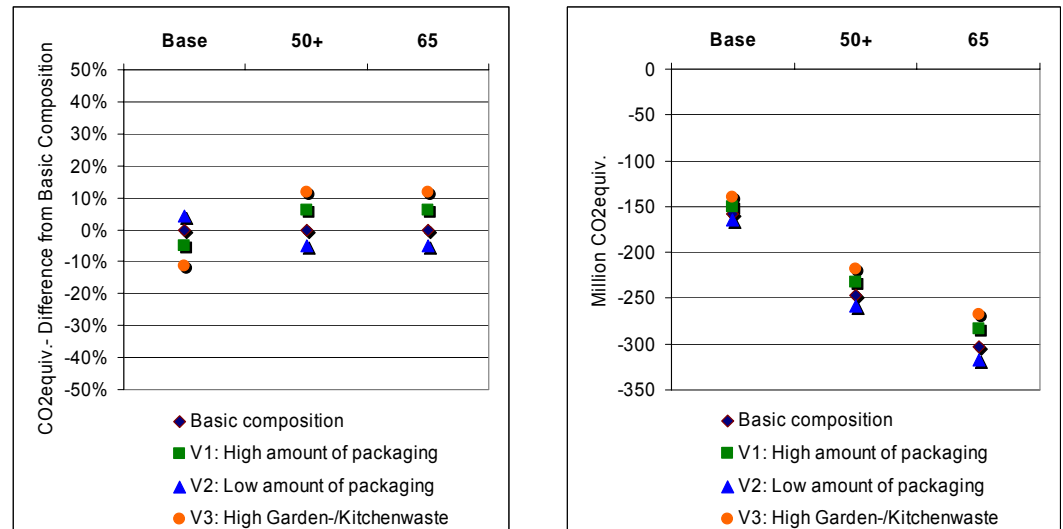 Base 50+ 65
50%
40%
30%
20%
10%
0%
-10%
-20%
-30%
-40%
-50%
CO2equiv.- Difference from Basic Composition
Basic composition
V1: High amount of packaging
V2: Low amount of packaging
V3: High Garden-/Kitchenwaste
Base 50+ 65
0
-50
-100
-150
-200
-250
-300
-350
Million CO2equiv.
Basic composition
V1: High amount of packaging
V2: Low amount of packaging
V3: High Garden-/Kitchenwaste